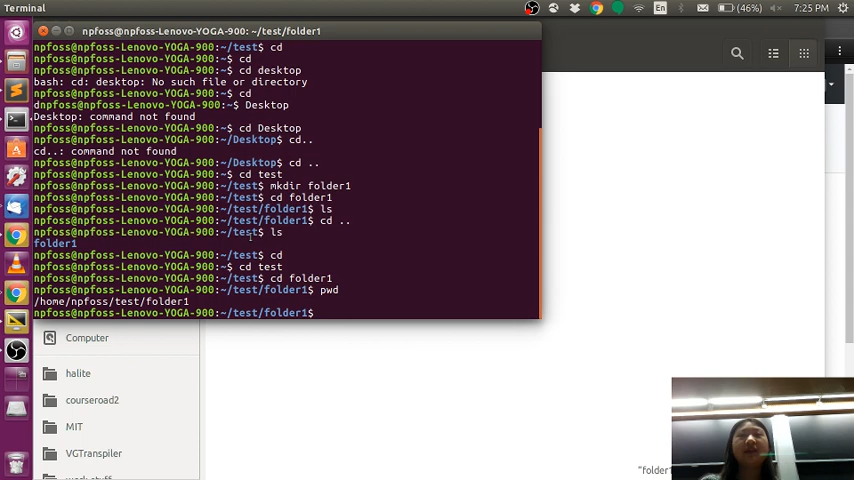 Terminal
En
(46%)
7:25 PM
npfoss@npfoss-Lenovo-YOGA-900: ~/test/folder1
npfoss@npfoss-Lenovo-YOGA-900:~/test$ cd
npfoss@npfoss-Lenovo-YOGA-900:~$ cd
npfoss@npfoss-Lenovo-YOGA-900:~$ cd desktop
bash: cd: desktop: No such file or directory
npfoss@npfoss-Lenovo-YOGA-900:~$ cd
dnpfoss@npfoss-Lenovo-YOGA-900:~$ Desktop
Desktop: command not found
npfoss@npfoss-Lenovo-YOGA-900:~$ cd Desktop
npfoss@npfoss-Lenovo-YOGA-900:~/Desktop$ cd..
cd..: command not found
npfoss@npfoss-Lenovo-YOGA-900:~/Desktop$ cd ..
npfoss@npfoss-Lenovo-YOGA-900:~$ cd test
npfoss@npfoss-Lenovo-YOGA-900:~/test$ mkdir folder1
npfoss@npfoss-Lenovo-YOGA-900:~/test$ cd folder1
npfoss@npfoss-Lenovo-YOGA-900:~/test/folder1$ ls
npfoss@npfoss-Lenovo-YOGA-900:~/test/folder1$ cd ..
npfoss@npfoss-Lenovo-YOGA-900:~/test$ ls
folder1
npfoss@npfoss-Lenovo-YOGA-900:~/test$ cd
npfoss@npfoss-Lenovo-YOGA-900:~$ cd test
npfoss@npfoss-Lenovo-YOGA-900:~/test$ cd folder1
npfoss@npfoss-Lenovo-YOGA-900:~/test/folder1$ pwd
/home/npfoss/test/folder1
npfoss@npfoss-Lenovo-YOGA-900:~/test/folder1$
Computer
halite
courseroad2
MIT
VGTranspiler
"folder1